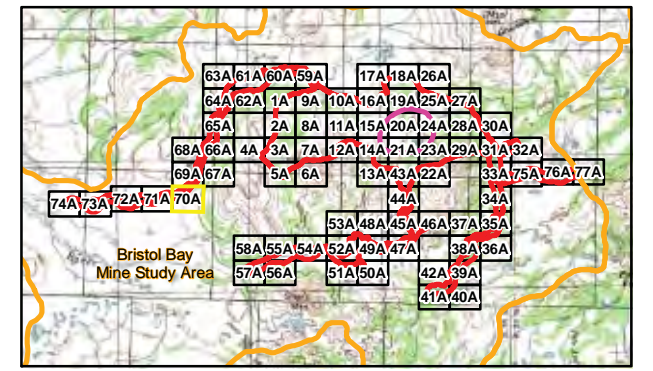 63A 61A 60A 59A 17A 18A 26A
64A 62A 1A 9A 10A 16A 19A 25A 27A
65A 2A 8A 11A 15A 20A 24A 28A 30A
68A 66A 4A 3A 7A 12A 14A 21A 23A 29A 31A 32A
69A 67A 5A 6A 13A 43A 22A 33A 75A 76A 77A
74A 73A 72A 71A 70A 44A 34A
53A 48A 45A 46A 37A 35A
58A 55A 54A 52A 49A 47A 38A 36A
Bristol Bay
Mine Study Area
57A 56A 51A 50A 42A 39A
41A 40A